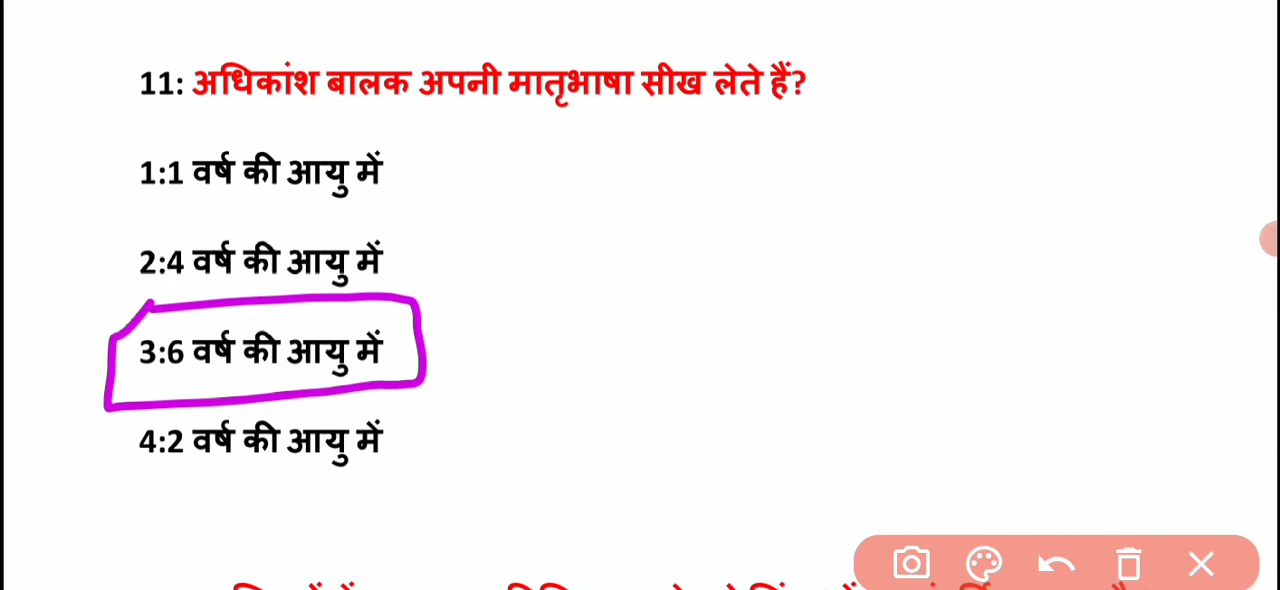 11: अधिकांश बालक अपनी मातृभाषा सीख लेते हैं?
1:1 वर्ष की आयु में
2:4 वर्ष की आयु में
3:6 वर्ष की आयु में
4:2 वर्ष की आयु में